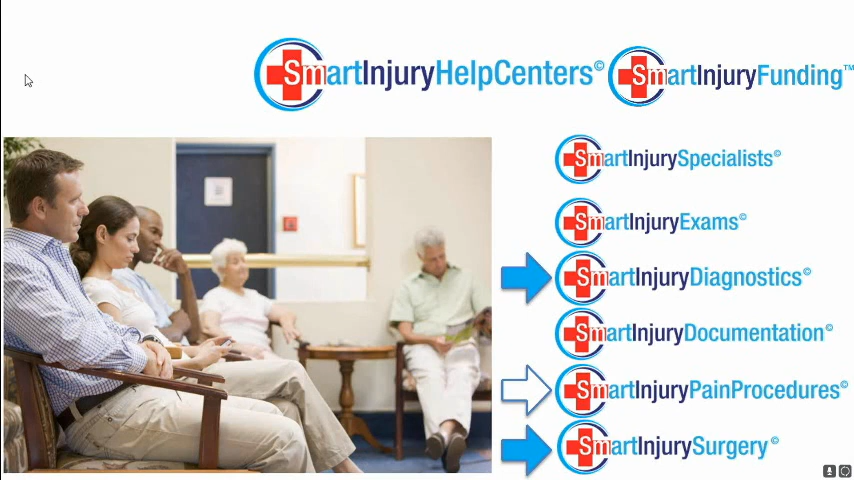 SmartInjuryHelpCenters©
SmartInjuryFunding™
SmartInjurySpecialists©
SmartInjuryExams©
SmartInjuryDiagnostics©
SmartInjuryDocumentation©
SmartInjuryPainProcedures©
SmartInjurySurgery©